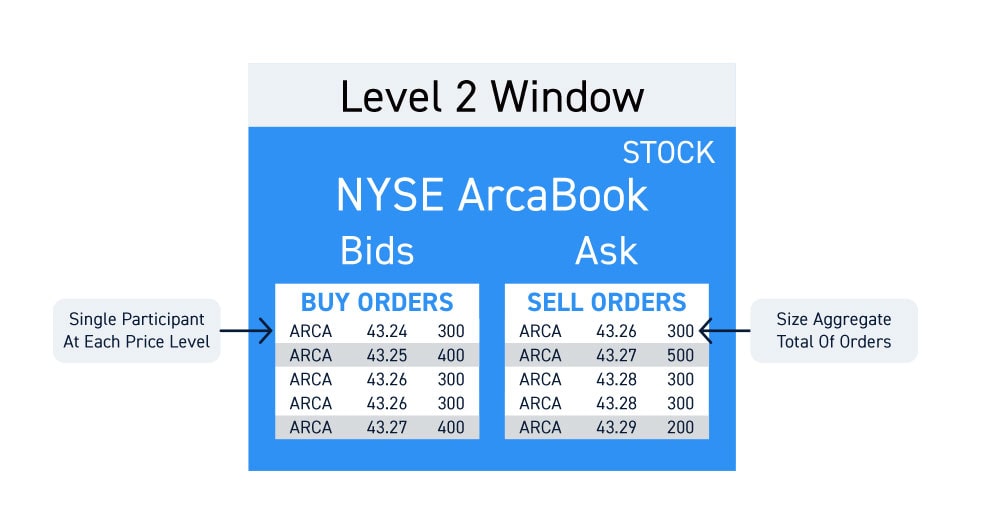 Level 2 Window
STOCK
NYSE ArcaBook
Bids
Ask
BUY ORDERS
ARCA 43.24 300
ARCA 43.25 400
ARCA 43.26 300
ARCA 43.26 300
ARCA 43.27 400
SELL ORDERS
ARCA 43.26 300
ARCA 43.27 500
ARCA 43.28 300
ARCA 43.28 300
ARCA 43.29 200
Single Participant
At Each Price Level
Size Aggregate
Total Of Orders